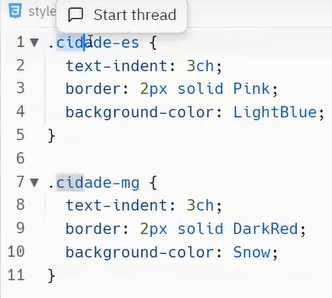 style
Start thread
1 ▼ .cidade-es {
2 text-indent: 3ch;
3 border: 2px solid Pink;
4 background-color: LightBlue;
5 }
6
7 ▼ .cidade-mg {
8 text-indent: 3ch;
9 border: 2px solid DarkRed;
10 background-color: Snow;
11 }